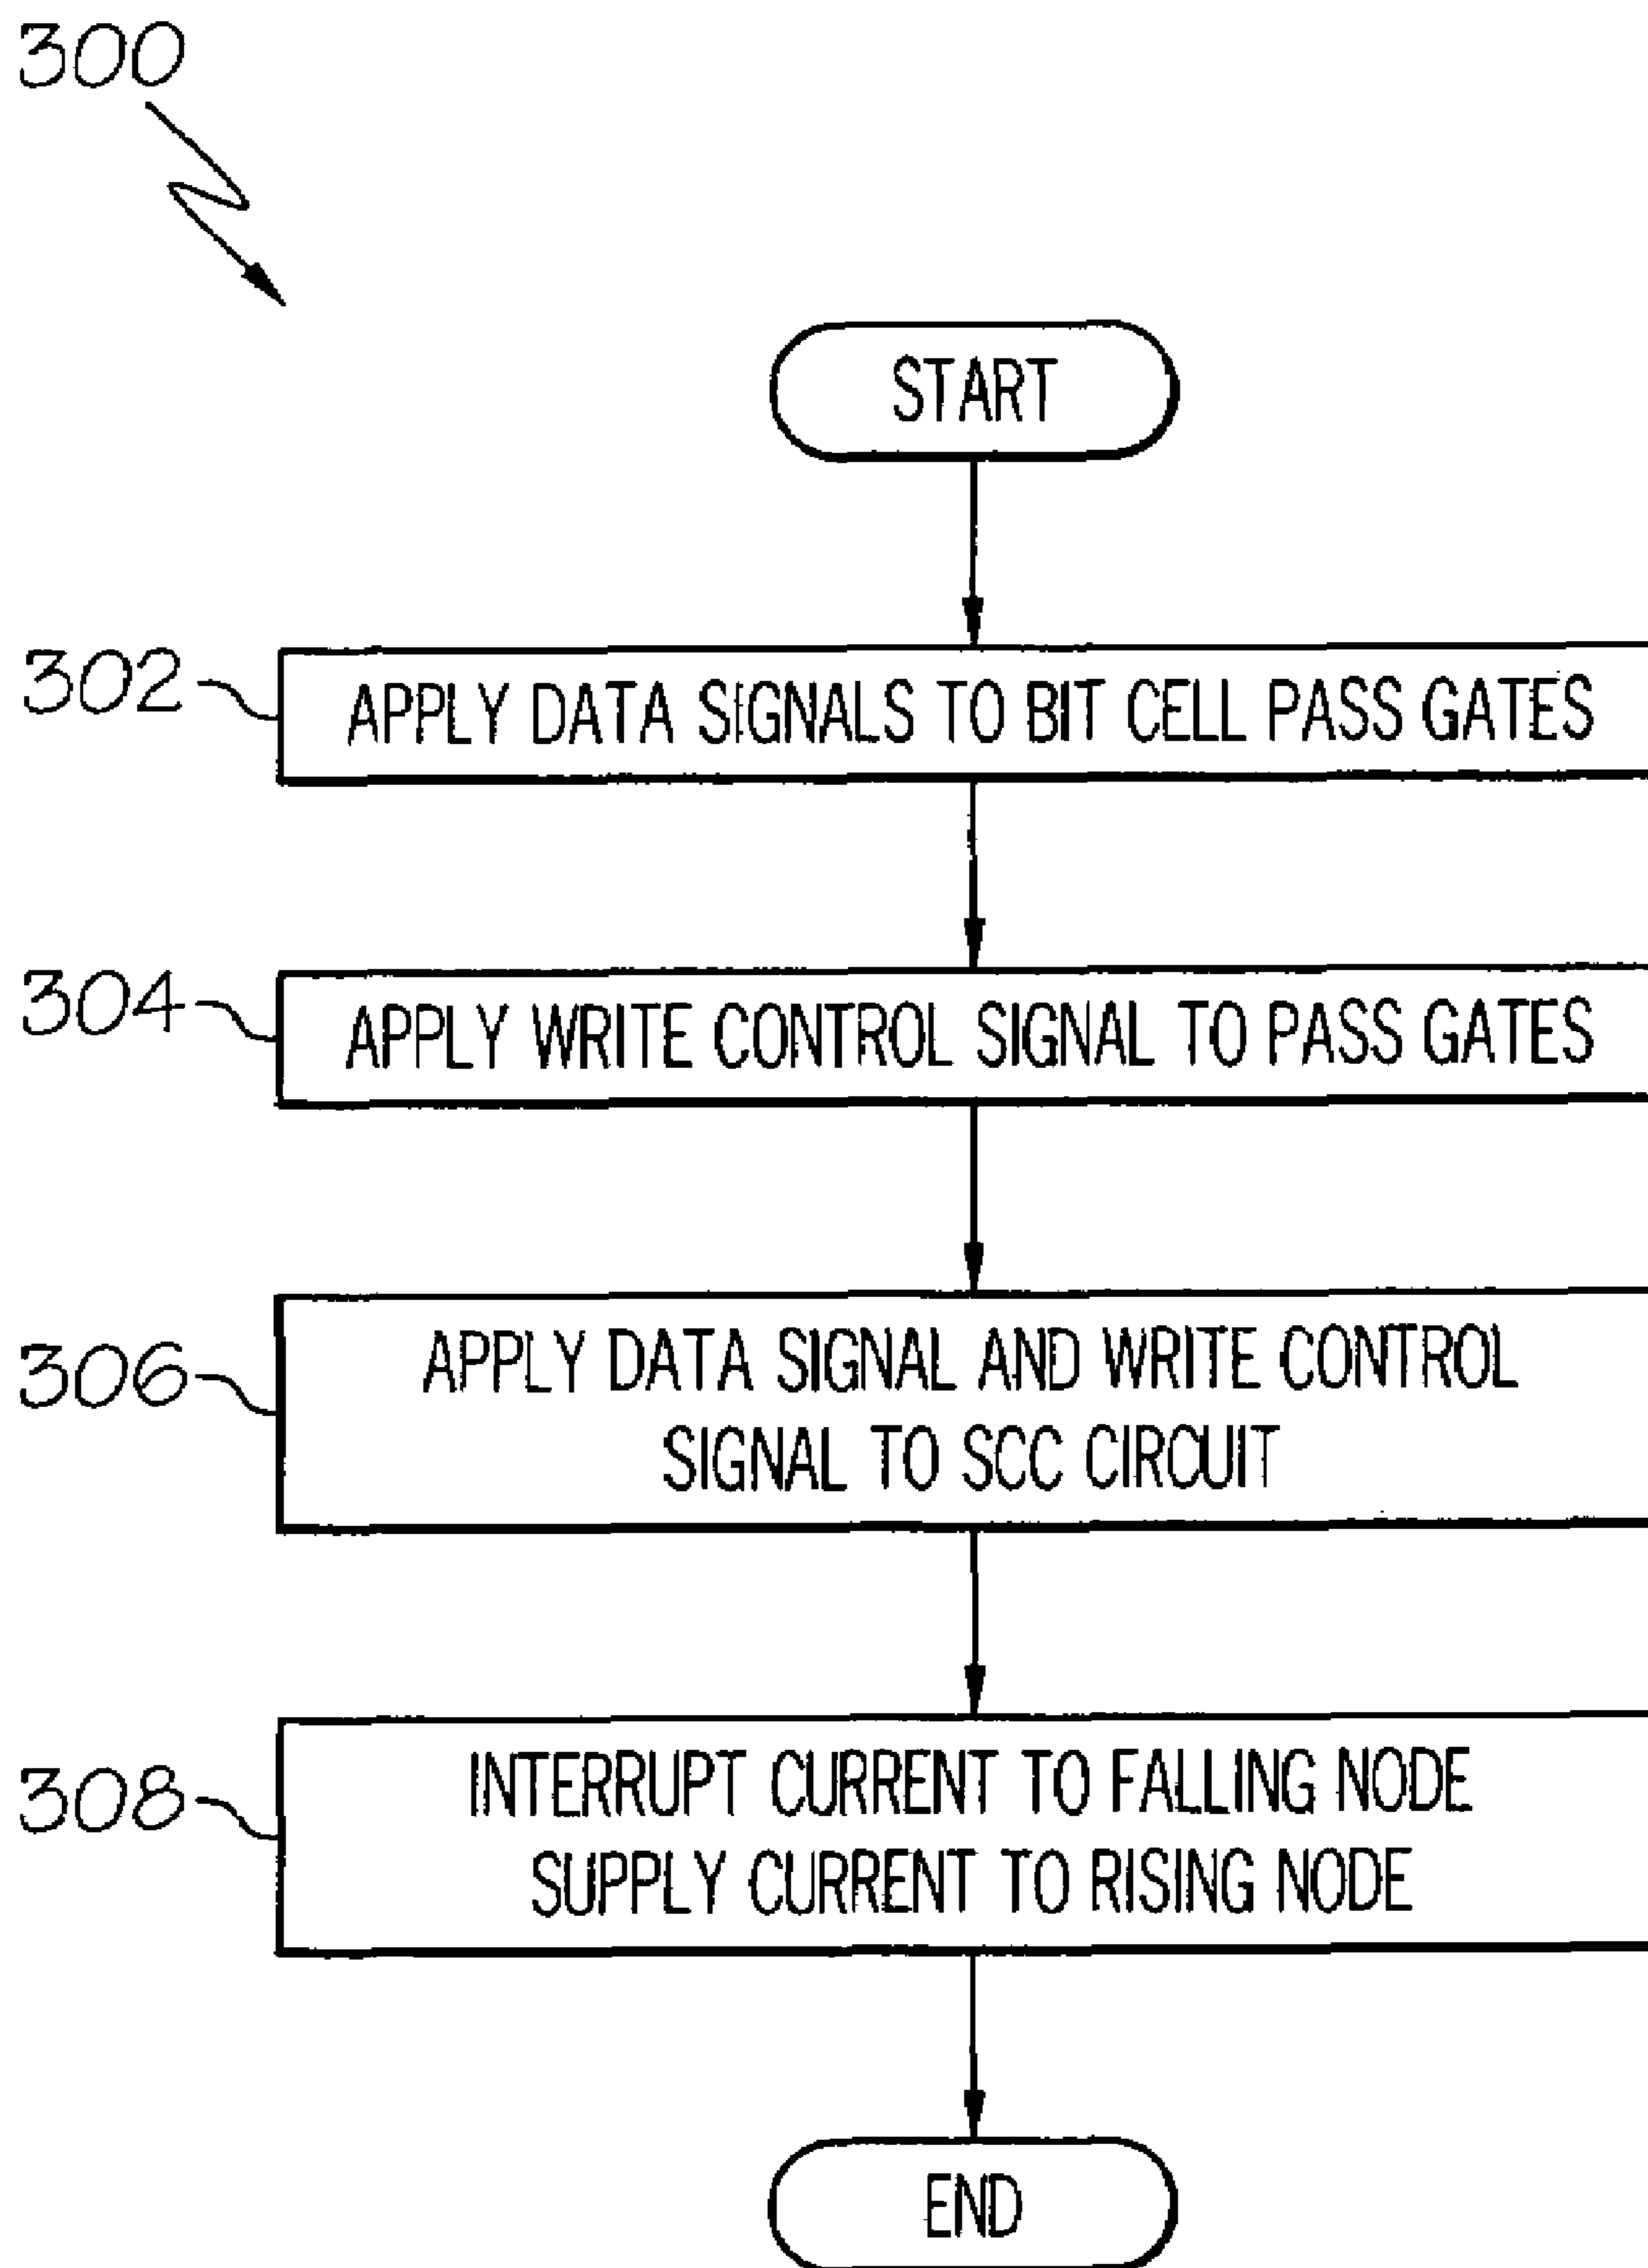 300
START
302
APPLY DATA SIGNALS TO BIT CELL PASS GATES
304
APPLY WRITE CONTROL SIGNAL TO PASS GATES
306
APPLY DATA SIGNAL AND WRITE CONTROL
SIGNAL TO SCC CIRCUIT
308
INTERRUPT CURRENT TO FALLING NODE
SUPPLY CURRENT TO RISING NODE
END